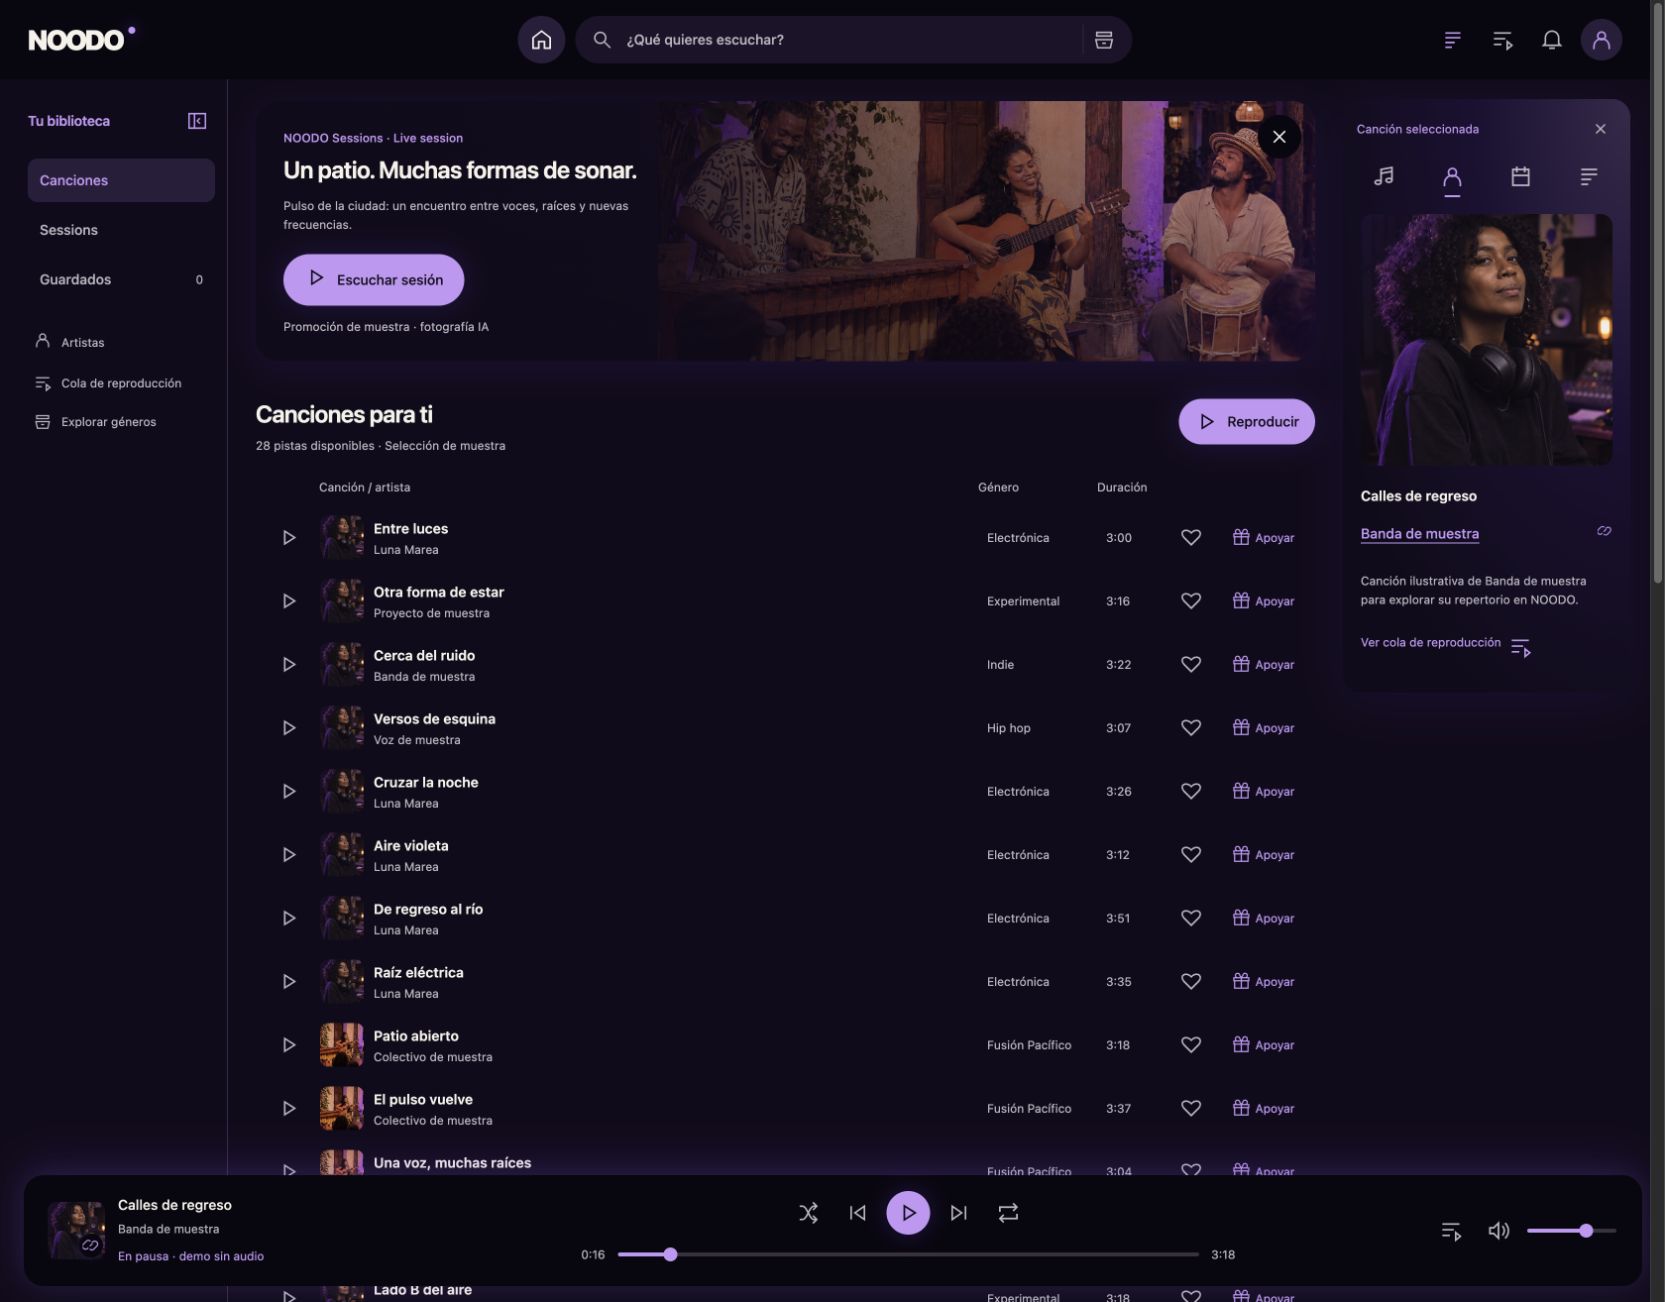 NOODO
¿Qué quieres escuchar?
Tu biblioteca
Canciones
Sessions
Guardados 0
Artistas
Cola de reproducción
Explorar géneros
NOODO Sessions · Live session
Un patio. Muchas formas de sonar.
Pulso de la ciudad: un encuentro entre voces, raíces y nuevas
frecuencias.
Escuchar sesión
Promoción de muestra · fotografía IA
Canciones para ti
28 pistas disponibles · Selección de muestra
Reproducir
Canción / artista Género Duración
Entre luces
Luna Marea
Electrónica 3:00 Apoyar
Otra forma de estar
Proyecto de muestra
Experimental 3:16 Apoyar
Cerca del ruido
Banda de muestra
Indie 3:22 Apoyar
Versos de esquina
Voz de muestra
Hip hop 3:07 Apoyar
Cruzar la noche
Luna Marea
Electrónica 3:26 Apoyar
Aire violeta
Luna Marea
Electrónica 3:12 Apoyar
De regreso al río
Luna Marea
Electrónica 3:51 Apoyar
Raíz eléctrica
Luna Marea
Electrónica 3:35 Apoyar
Patio abierto
Colectivo de muestra
Fusión Pacífico 3:18 Apoyar
El pulso vuelve
Colectivo de muestra
Fusión Pacífico 3:37 Apoyar
Una voz, muchas raíces
Fusión Pacífico 3:04 Apoyar
Canción seleccionada
Calles de regreso
Banda de muestra
Canción ilustrativa de Banda de muestra
para explorar su repertorio en NOODO.
Ver cola de reproducción
Calles de regreso
Banda de muestra
En pausa · demo sin audio
0:16 3:18
Lado B del aire
Experimental 3:18 Apoyar